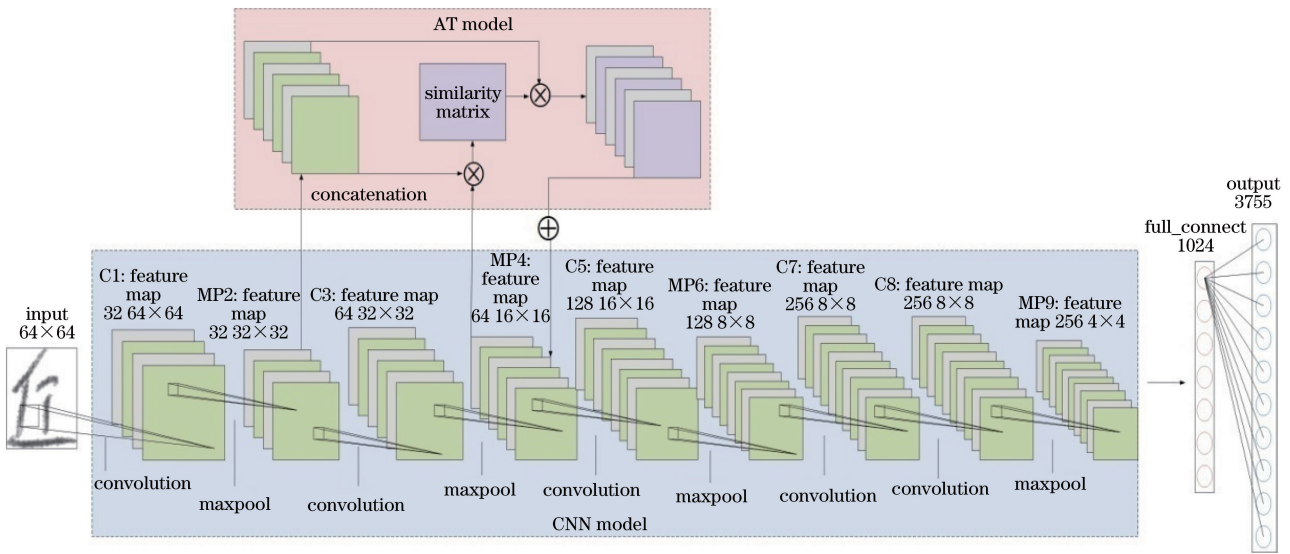 AT model
similarity
matrix
concatenation
output
3755
full_connect
1024
input
64×64
C1: feature
map
32 64×64
MP2: feature
map
32 32×32
C3: feature map
64 32×32
MP4:
feature
map
64 16×16
C5: feature
map
128 16×16
MP6: feature
map
128 8×8
C7: feature
map
256 8×8
C8: feature map
256 8×8
MP9: feature
map 256 4×4
convolution
maxpool
convolution
maxpool
convolution
maxpool
convolution
convolution
maxpool
CNN model